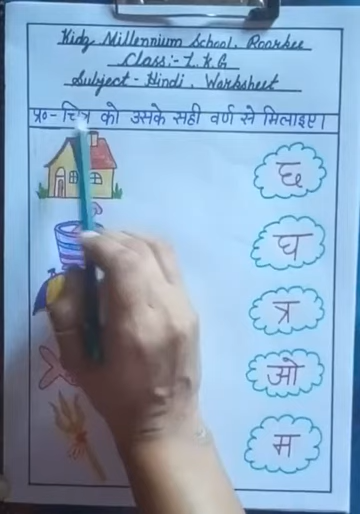 Kidz Millennium School, Roorkee
Class:- L.K.G
Subject - Hindi . Worksheet
प्र०- चित्र को उसके सही वर्ण से मिलाइए।
छ
घ
त्र
ओ
म